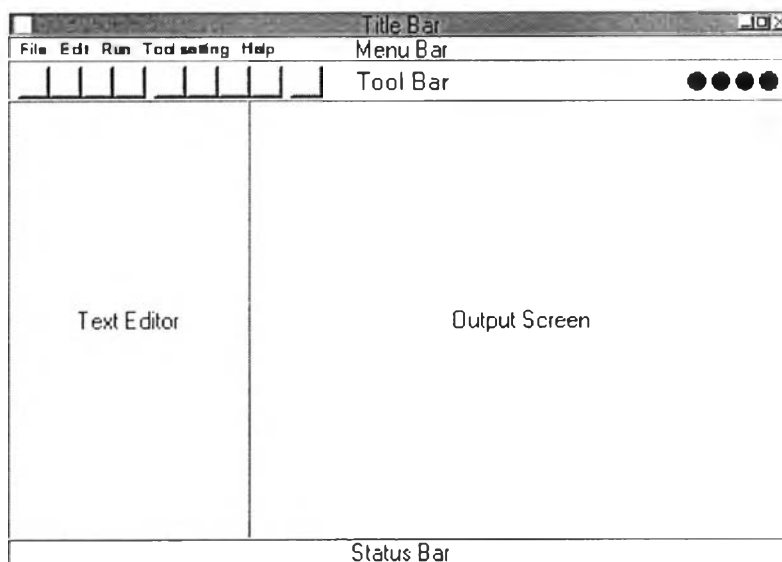 Title Bar
File Edit Run Tool setting Help Menu Bar
Tool Bar
Text Editor Output Screen
Status Bar